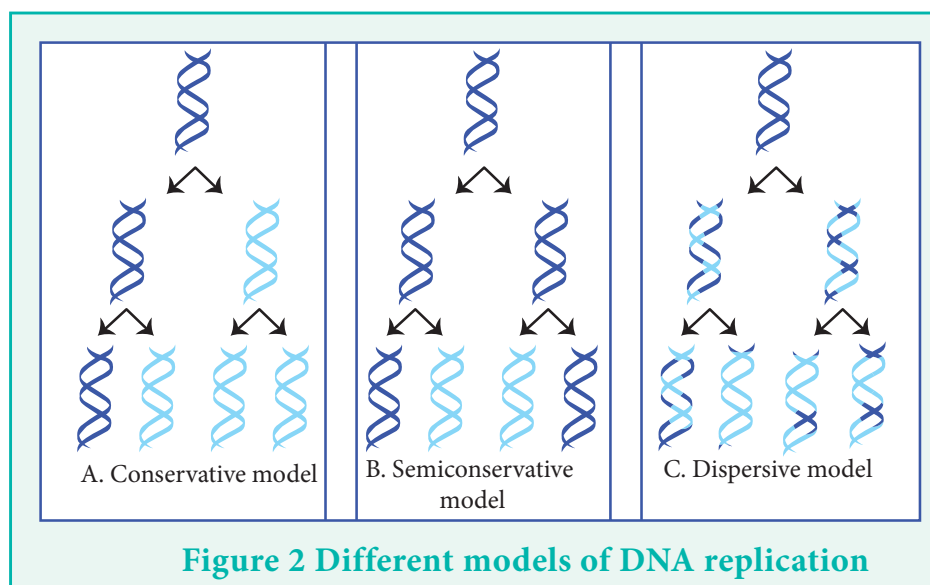 A. Conservative model
B. Semiconservative
model
C. Dispersive model
Figure 2 Different models of DNA replication